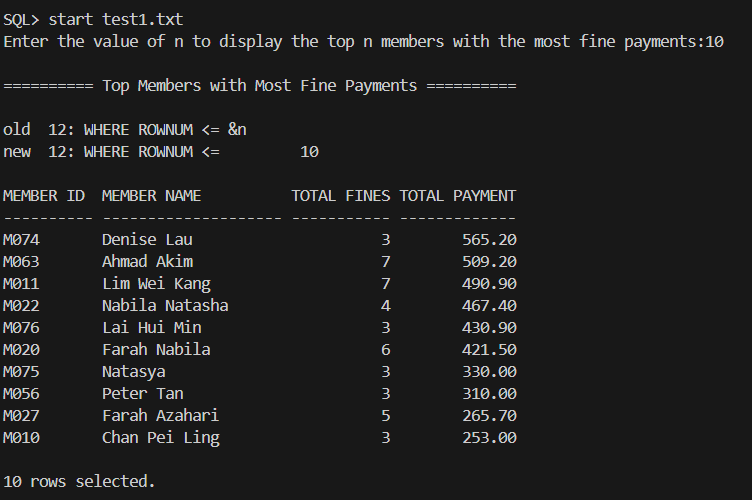 SQL> start test1.txt
Enter the value of n to display the top n members with the most fine payments:10
========== Top Members with Most Fine Payments ==========
old  12: WHERE ROWNUM <= &n
new  12: WHERE ROWNUM <=         10
MEMBER ID  MEMBER NAME          TOTAL FINES TOTAL PAYMENT
---------- -------------------- ----------- -------------
M074       Denise Lau                     3        565.20
M063       Ahmad Akim                     7        509.20
M011       Lim Wei Kang                   7        490.90
M022       Nabila Natasha                 4        467.40
M076       Lai Hui Min                    3        430.90
M020       Farah Nabila                   6        421.50
M075       Natasya                        3        330.00
M056       Peter Tan                      3        310.00
M027       Farah Azahari                  5        265.70
M010       Chan Pei Ling                  3        253.00
10 rows selected.